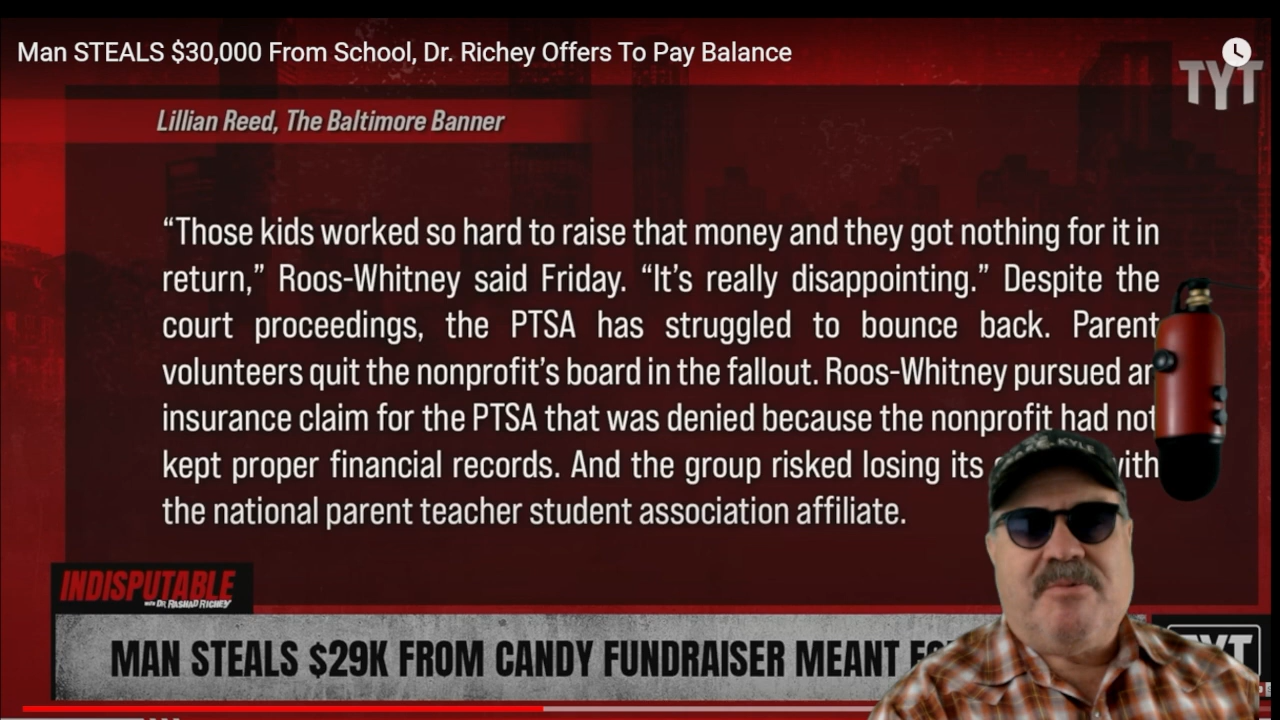 Man STEALS $30,000 From School, Dr. Richey Offers To Pay Balance
TYT
Lillian Reed, The Baltimore Banner
“Those kids worked so hard to raise that money and they got nothing for it in
return,” Roos-Whitney said Friday. “It’s really disappointing.” Despite the
court proceedings, the PTSA has struggled to bounce back. Parent
volunteers quit the nonprofit’s board in the fallout. Roos-Whitney pursued an
insurance claim for the PTSA that was denied because the nonprofit had not
kept proper financial records. And the group risked losing its with
the national parent teacher student association affiliate.
KYLE
INDISPUTABLE
WITH DR. RASHAD RICHEY
MAN STEALS $29K FROM CANDY FUNDRAISER MEANT
TYT